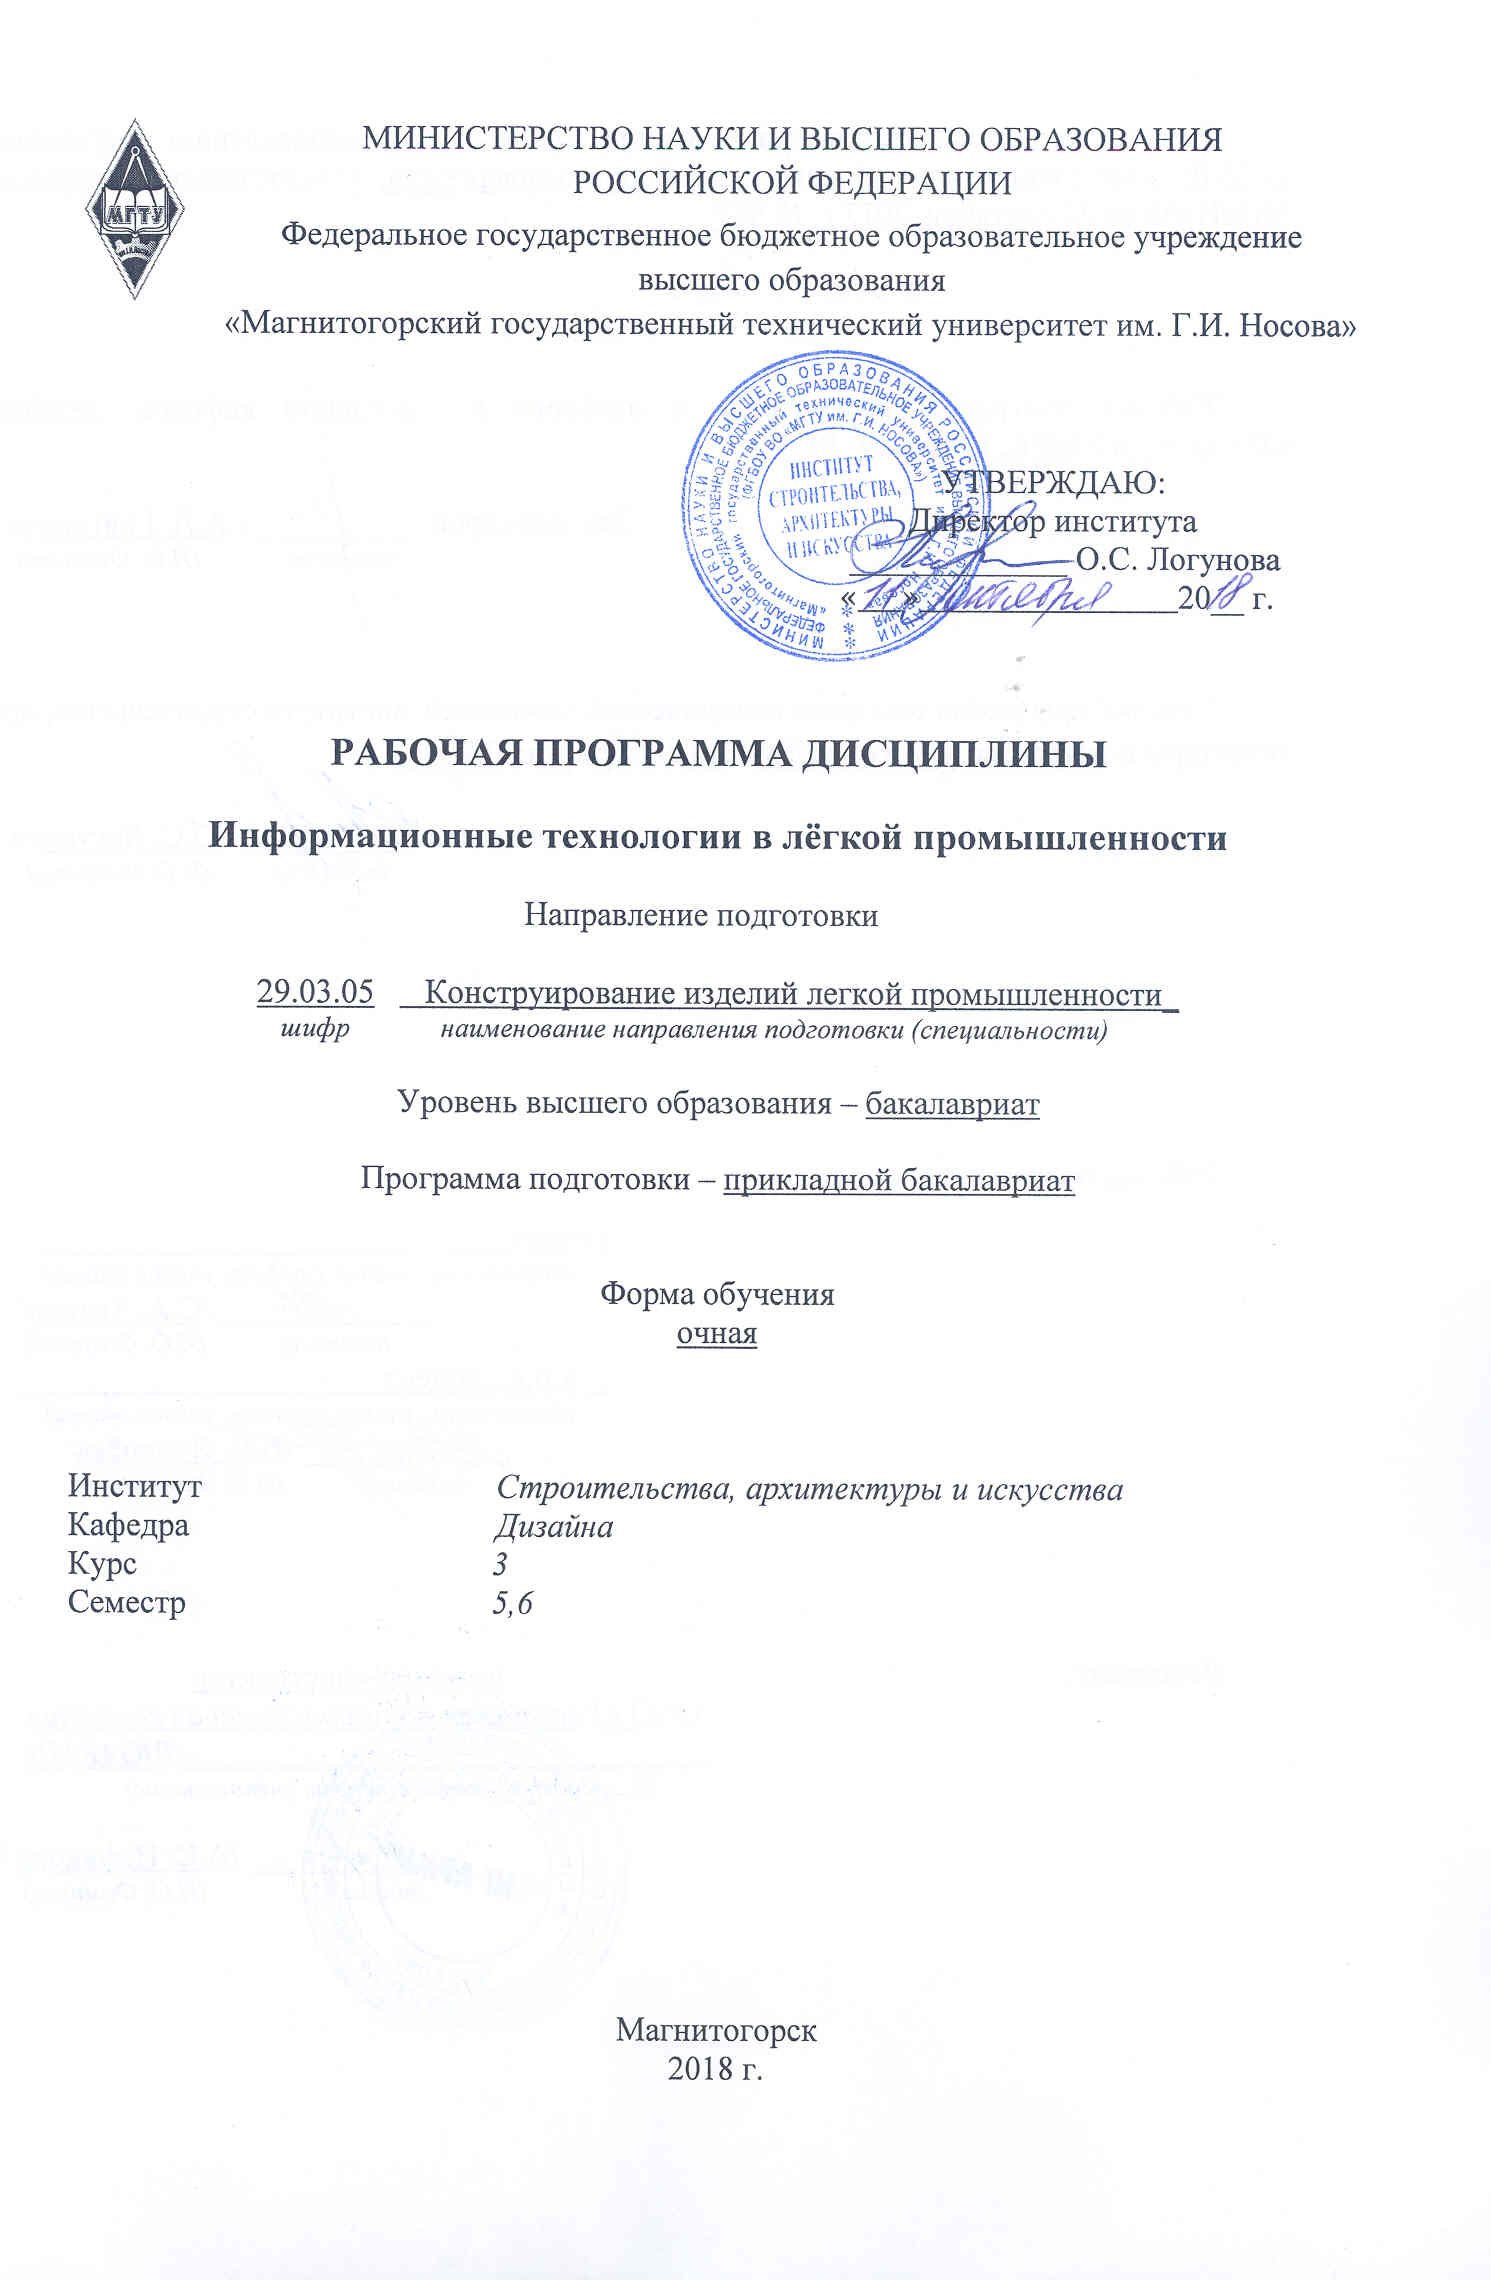 МИНИСТЕРСТВО НАУКИ И ВЫСШЕГО ОБРАЗОВАНИЯ
РОССИЙСКОЙ ФЕДЕРАЦИИ
Федеральное государственное бюджетное образовательное учреждение
высшего образования
«Магнитогорский государственный технический университет им. Г.И. Носова»
МГТУ
ИНСТИТУТ
СТРОИТЕЛЬСТВА,
АРХИТЕКТУРЫ
И ИСКУССТВА
УТВЕРЖДАЮ:
Директор института
О.С. Логунова
« » 2018 г.
РАБОЧАЯ ПРОГРАММА ДИСЦИПЛИНЫ
Информационные технологии в лёгкой промышленности
Направление подготовки
29.03.05 Конструирование изделий легкой промышленности
шифр наименование направления подготовки (специальности)
Уровень высшего образования – бакалавриат
Программа подготовки – прикладной бакалавриат
Форма обучения
очная
Институт Строительства, архитектуры и искусства
Кафедра Дизайна
Курс 3
Семестр 5,6
Магнитогорск
2018 г.